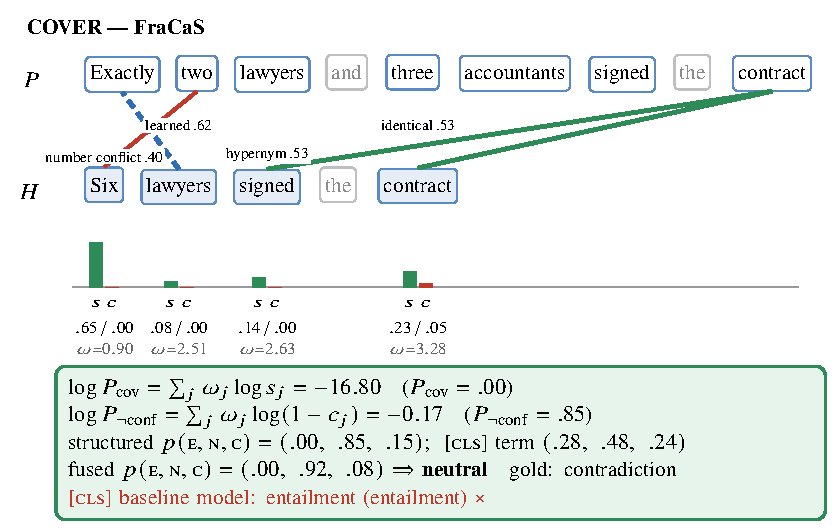 COVER — FraCaS
P Exactly two lawyers and three accountants signed the contract
learned .62 identical .53
number conflict .40 hypernym .53
H Six lawyers signed the contract
s c s c s c s c
.65 / .00 .08 / .00 .14 / .00 .23 / .05
ω=0.90 ω=2.51 ω=2.63 ω=3.28
log P_cov = ∑_j ω_j log s_j = −16.80 (P_cov = .00)
log P_¬conf = ∑_j ω_j log(1 − c_j) = −0.17 (P_¬conf = .85)
structured p(E, N, C) = (.00, .85, .15); [CLS] term (.28, .48, .24)
fused p(E, N, C) = (.00, .92, .08) ⟹ neutral gold: contradiction
[CLS] baseline model: entailment (entailment) ×